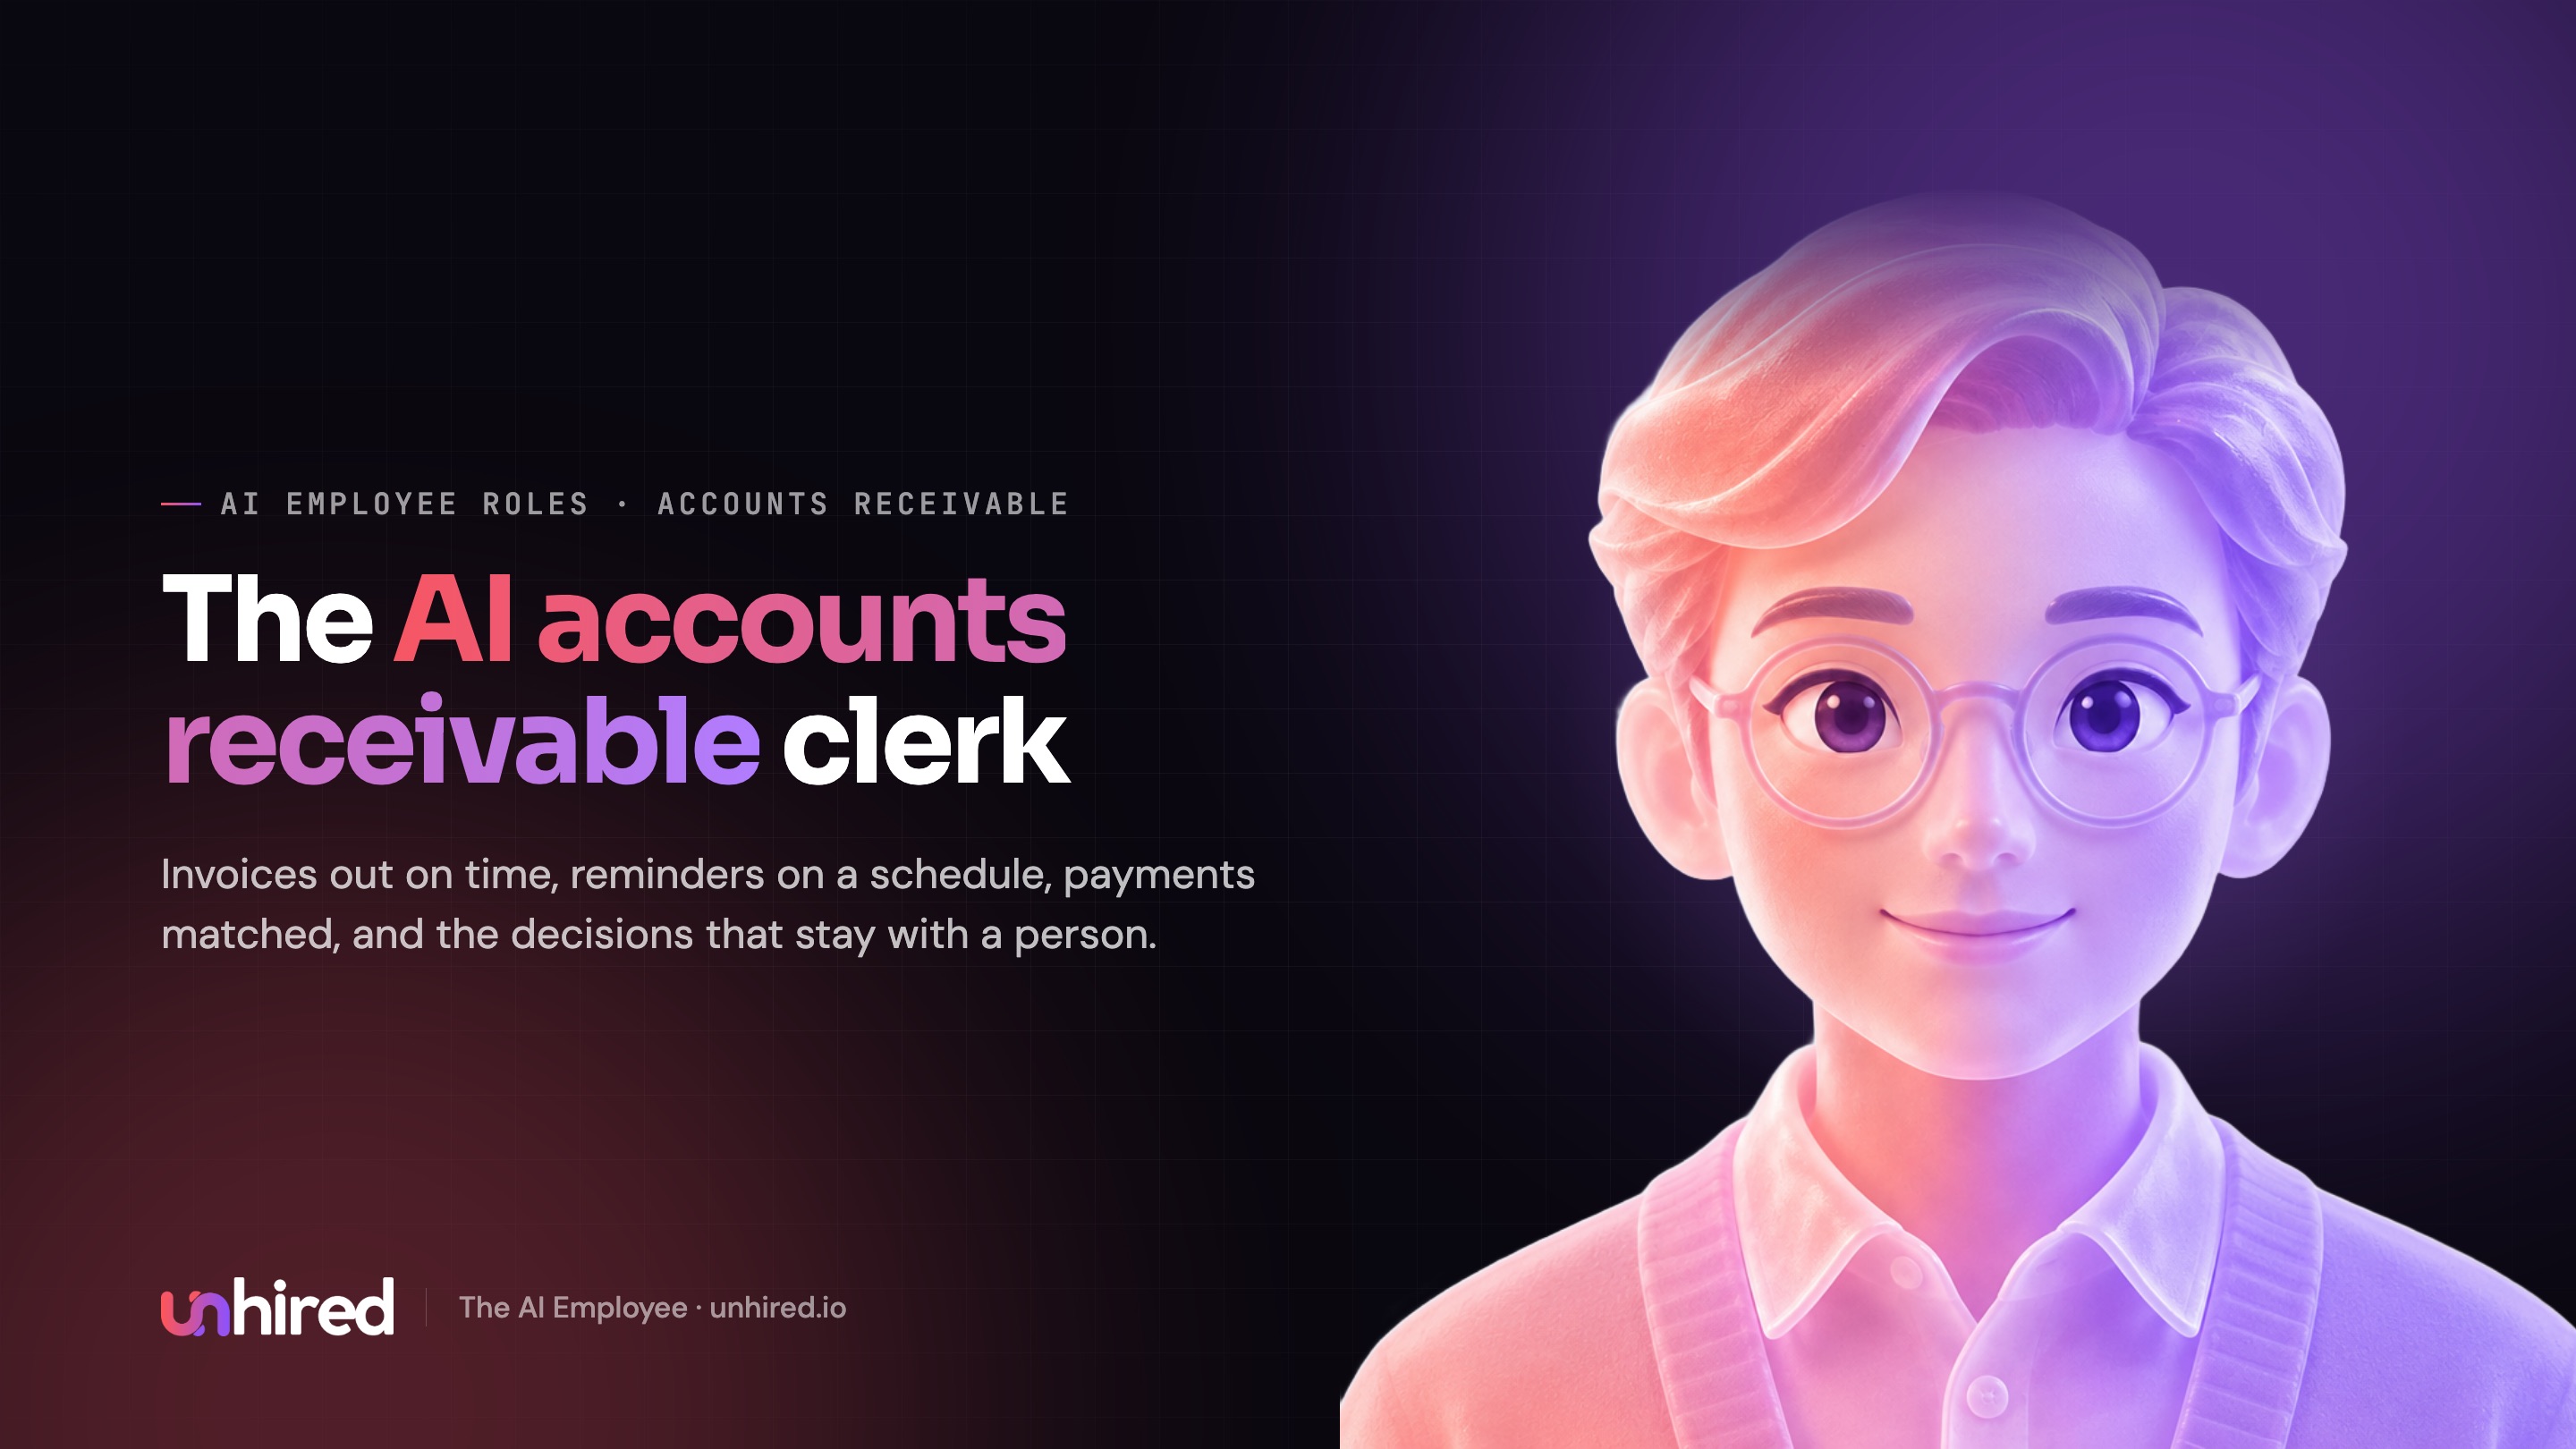 AI EMPLOYEE ROLES · ACCOUNTS RECEIVABLE
The AI accounts
receivable clerk
Invoices out on time, reminders on a schedule, payments
matched, and the decisions that stay with a person.
unhired
The AI Employee · unhired.io